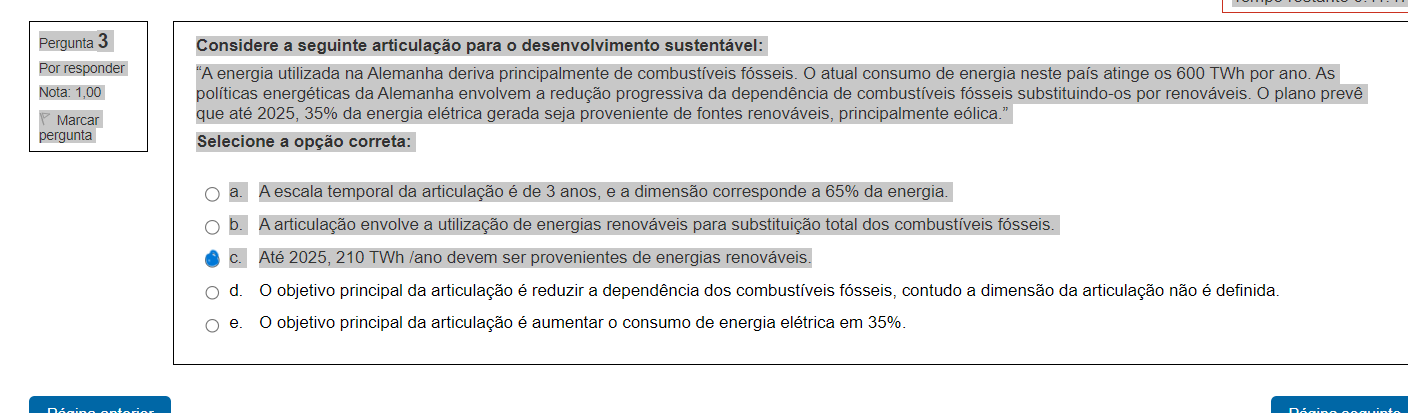 Pergunta 3
Por responder
Nota: 1,00
Marcar
pergunta
Considere a seguinte articulação para o desenvolvimento sustentável:
“A energia utilizada na Alemanha deriva principalmente de combustíveis fósseis. O atual consumo de energia neste país atinge os 600 TWh por ano. As
políticas energéticas da Alemanha envolvem a redução progressiva da dependência de combustíveis fósseis substituindo-os por renováveis. O plano prevê
que até 2025, 35% da energia elétrica gerada seja proveniente de fontes renováveis, principalmente eólica.”
Selecione a opção correta:
a. A escala temporal da articulação é de 3 anos, e a dimensão corresponde a 65% da energia.
b. A articulação envolve a utilização de energias renováveis para substituição total dos combustíveis fósseis.
c. Até 2025, 210 TWh /ano devem ser provenientes de energias renováveis.
d. O objetivo principal da articulação é reduzir a dependência dos combustíveis fósseis, contudo a dimensão da articulação não é definida.
e. O objetivo principal da articulação é aumentar o consumo de energia elétrica em 35%.
Página anterior
Página seguinte